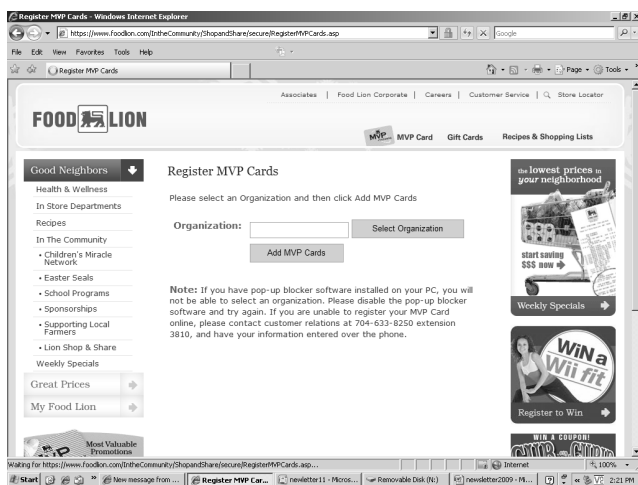 Register MVP Cards - Windows Internet Explorer
https://www.foodlion.com/IntheCommunity/ShopandShare/secure/RegisterMVPCards.asp
Google
File Edit View Favorites Tools Help
Register MVP Cards
Page Tools
Associates | Food Lion Corporate | Careers | Customer Service | Store Locator
FOOD LION
MVP MVP Card Gift Cards Recipes & Shopping Lists
Good Neighbors
Health & Wellness
In Store Departments
Recipes
In The Community
• Children's Miracle
Network
• Easter Seals
• School Programs
• Sponsorships
• Supporting Local
Farmers
• Lion Shop & Share
Weekly Specials
Great Prices
My Food Lion
MVP
Most Valuable
Promotions
Register MVP Cards
Please select an Organization and then click Add MVP Cards
Organization:
Select Organization
Add MVP Cards
Note: If you have pop-up blocker software installed on your PC, you will
not be able to select an organization. Please disable the pop-up blocker
software and try again. If you are unable to register your MVP Card
online, please contact customer relations at 704-633-8250 extension
3810, and have your information entered over the phone.
the lowest prices in
your neighborhood
start saving
$$$ now
Weekly Specials
WiN a
Wii fit
Register to Win
WIN A COUPON!
Waiting for https://www.foodlion.com/IntheCommunity/ShopandShare/secure/RegisterMVPCards.asp...
Internet
100%
Start
New message from ...
Register MVP Car...
newletter11 - Micros...
Removable Disk (N:)
newsletter2009 - Mi...
2:21 PM